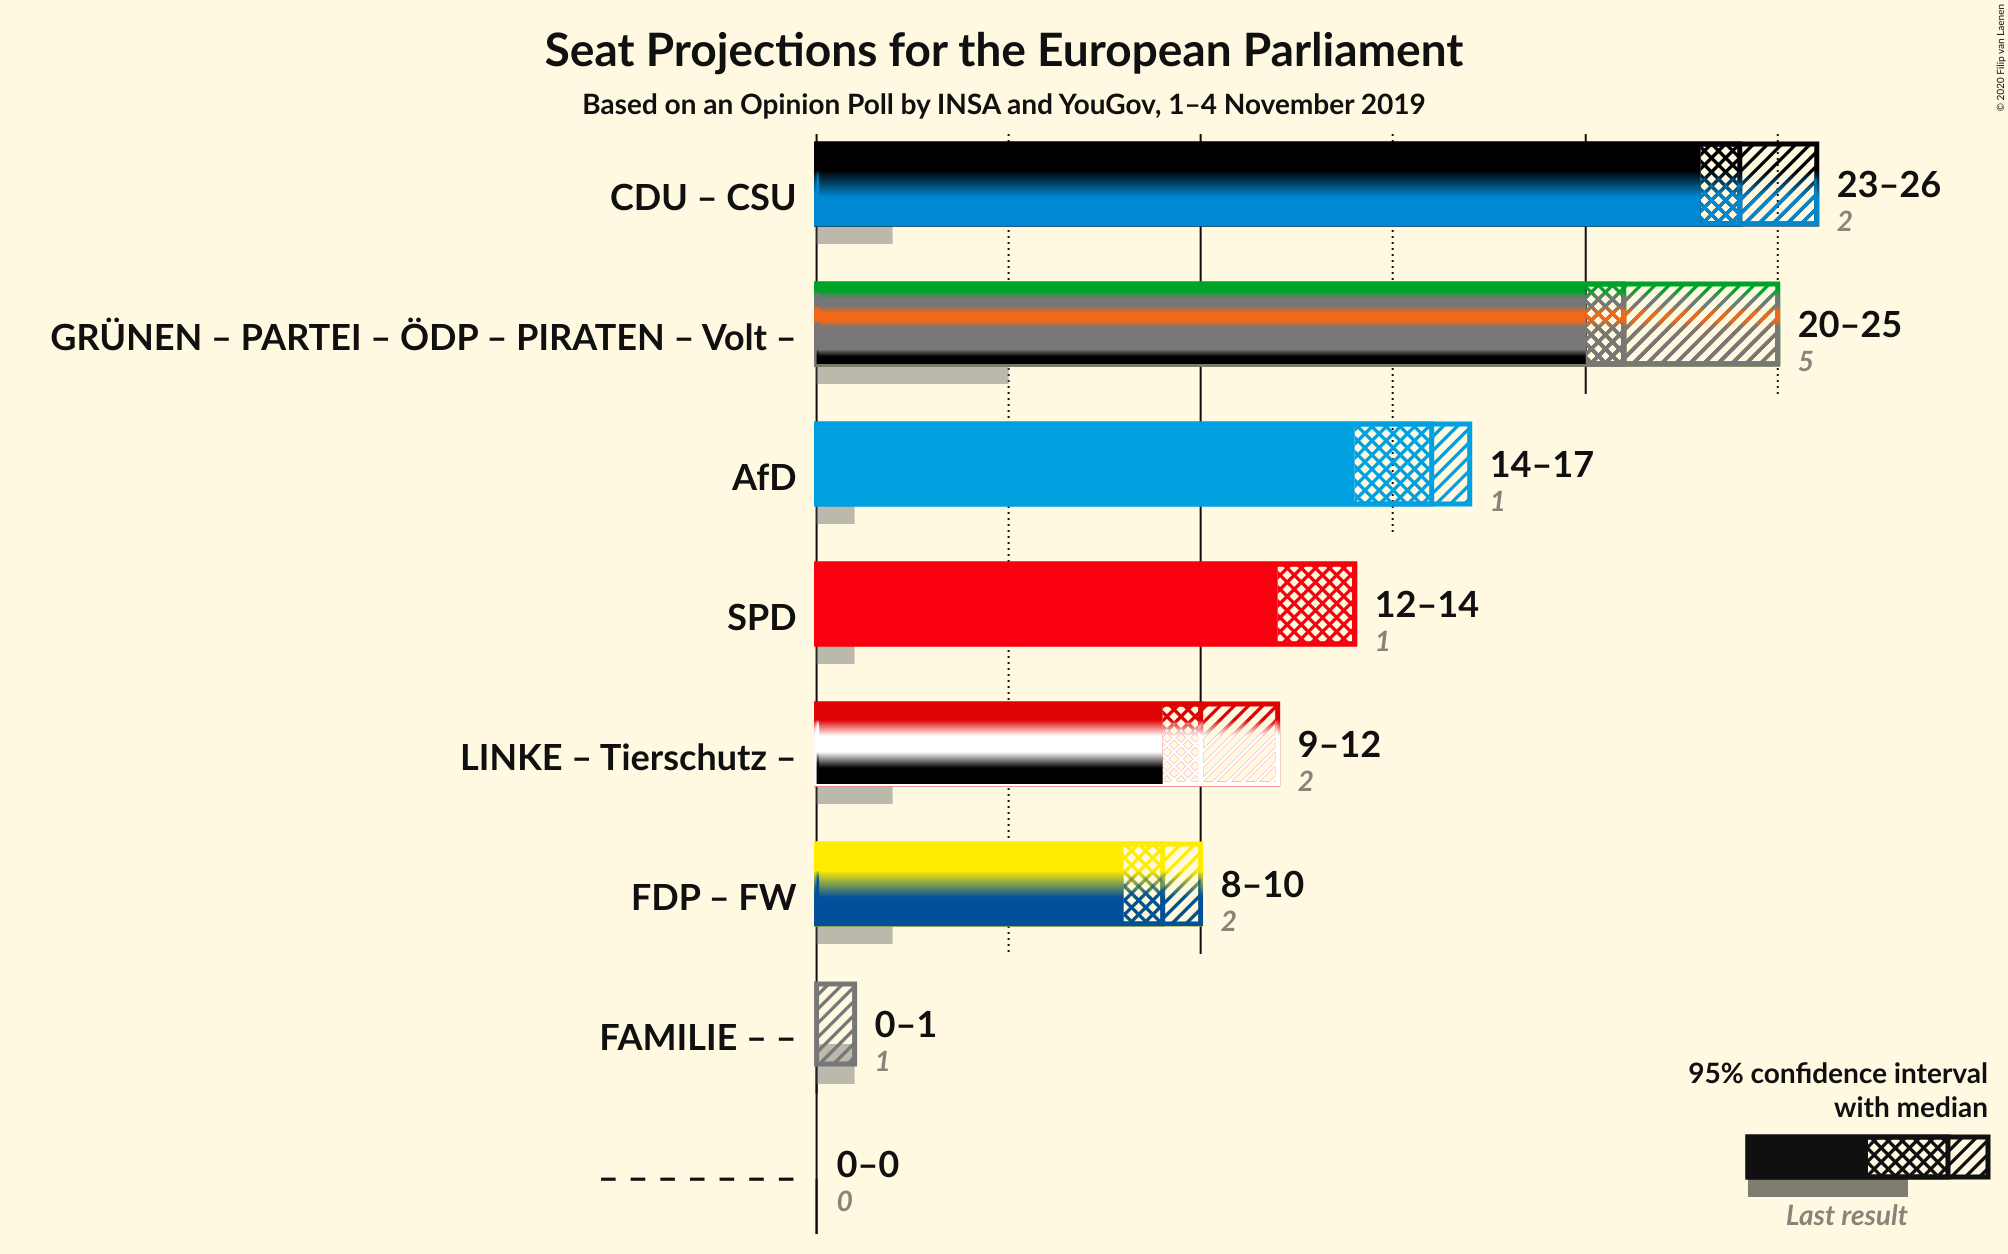 Seat Projections for the European Parliament
Based on an Opinion Poll by INSA and YouGov, 1–4 November 2019
© 2020 Filip van Laenen
CDU – CSU
23–26
2
GRÜNEN – PARTEI – ÖDP – PIRATEN – Volt –
20–25
5
AfD
14–17
1
SPD
12–14
1
LINKE – Tierschutz –
9–12
2
FDP – FW
8–10
2
FAMILIE – –
0–1
1
– – – – – – –
0–0
0
95% confidence interval
with median
Last result